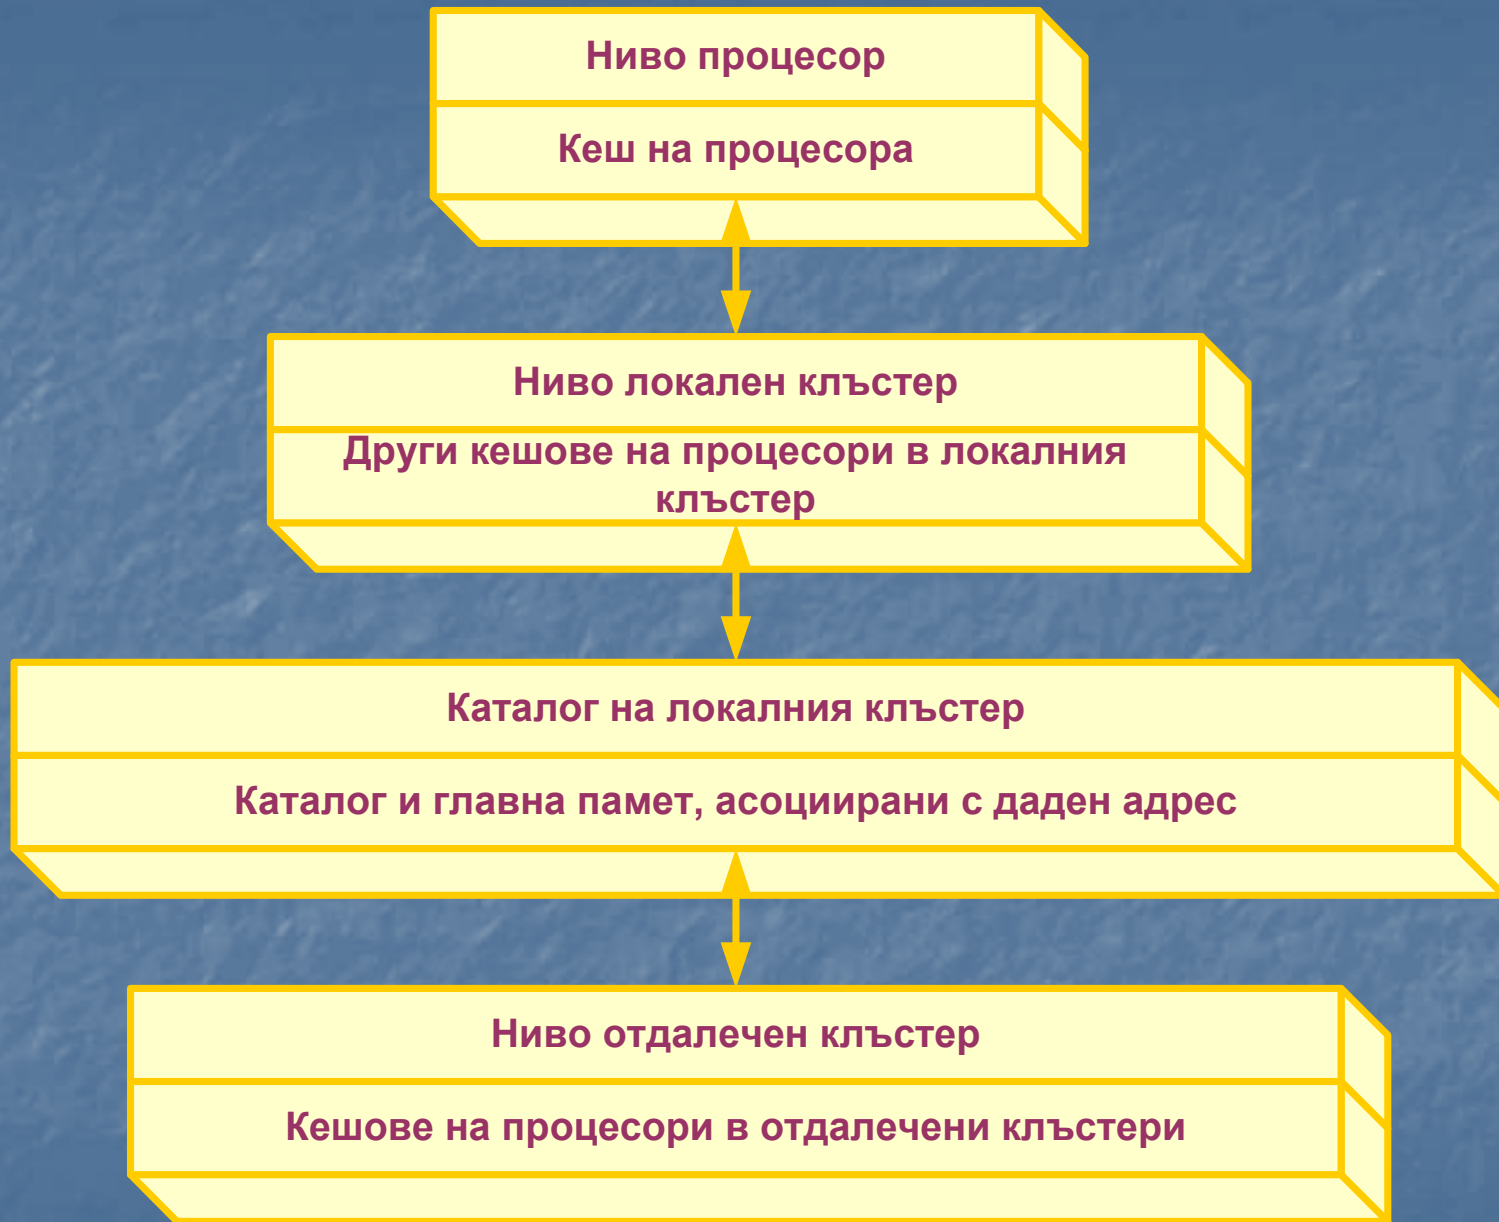 Ниво процесор
Кеш на процесора
Ниво локален клъстер
Други кешове на процесори в локалния
клъстер
Каталог на локалния клъстер
Каталог и главна памет, асоциирани с даден адрес
Ниво отдалечен клъстер
Кешове на процесори в отдалечени клъстери